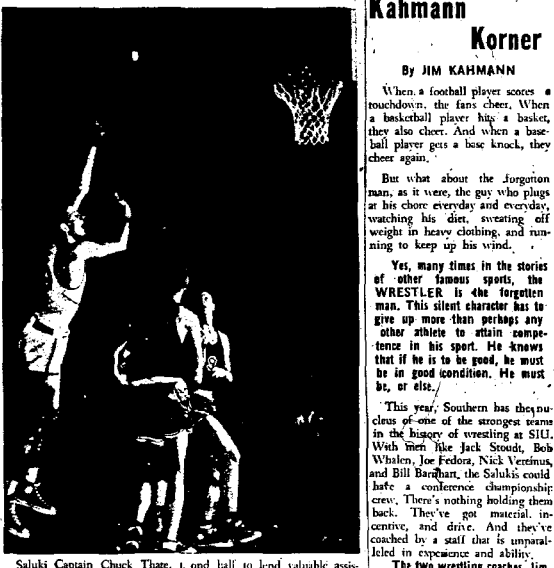 Kahmann
Korner
By JIM KAHMANN
When a football player scores a
touchdown, the fans cheer. When
a basketball player hits a basket,
they also cheer. And when a base-
ball player gets a base knock, they
cheer again.
But what about the forgotten
man, as it were, the guy who plugs
at his chore everyday and everyday,
watching his diet, sweating off
weight in heavy clothing, and run-
ning to keep up his wind.
Yes, many times in the stories
of other famous sports, the
WRESTLER is the forgotten
man. This silent character has to
give up more than perhaps any
other athlete to attain compe-
tence in his sport. He knows
that if he is to be good, he must
be in good condition. He must
be, or else.
This year, Southern has the nu-
cleus of one of the strongest teams
in the history of wrestling at SIU.
With men like Jack Stoudt, Bob
Whalen, Joe Fedora, Nick Veremus,
and Bill Barnhart, the Salukis could
have a conference championship
crew. There's nothing holding them
back. They've got material, in-
centive, and drive. And they've
coached by a staff that is unparal-
leled in experience and ability.
The two wrestling coaches, Jim
Saluki Captain Chuck Thate, ond half to lend valuable assis-